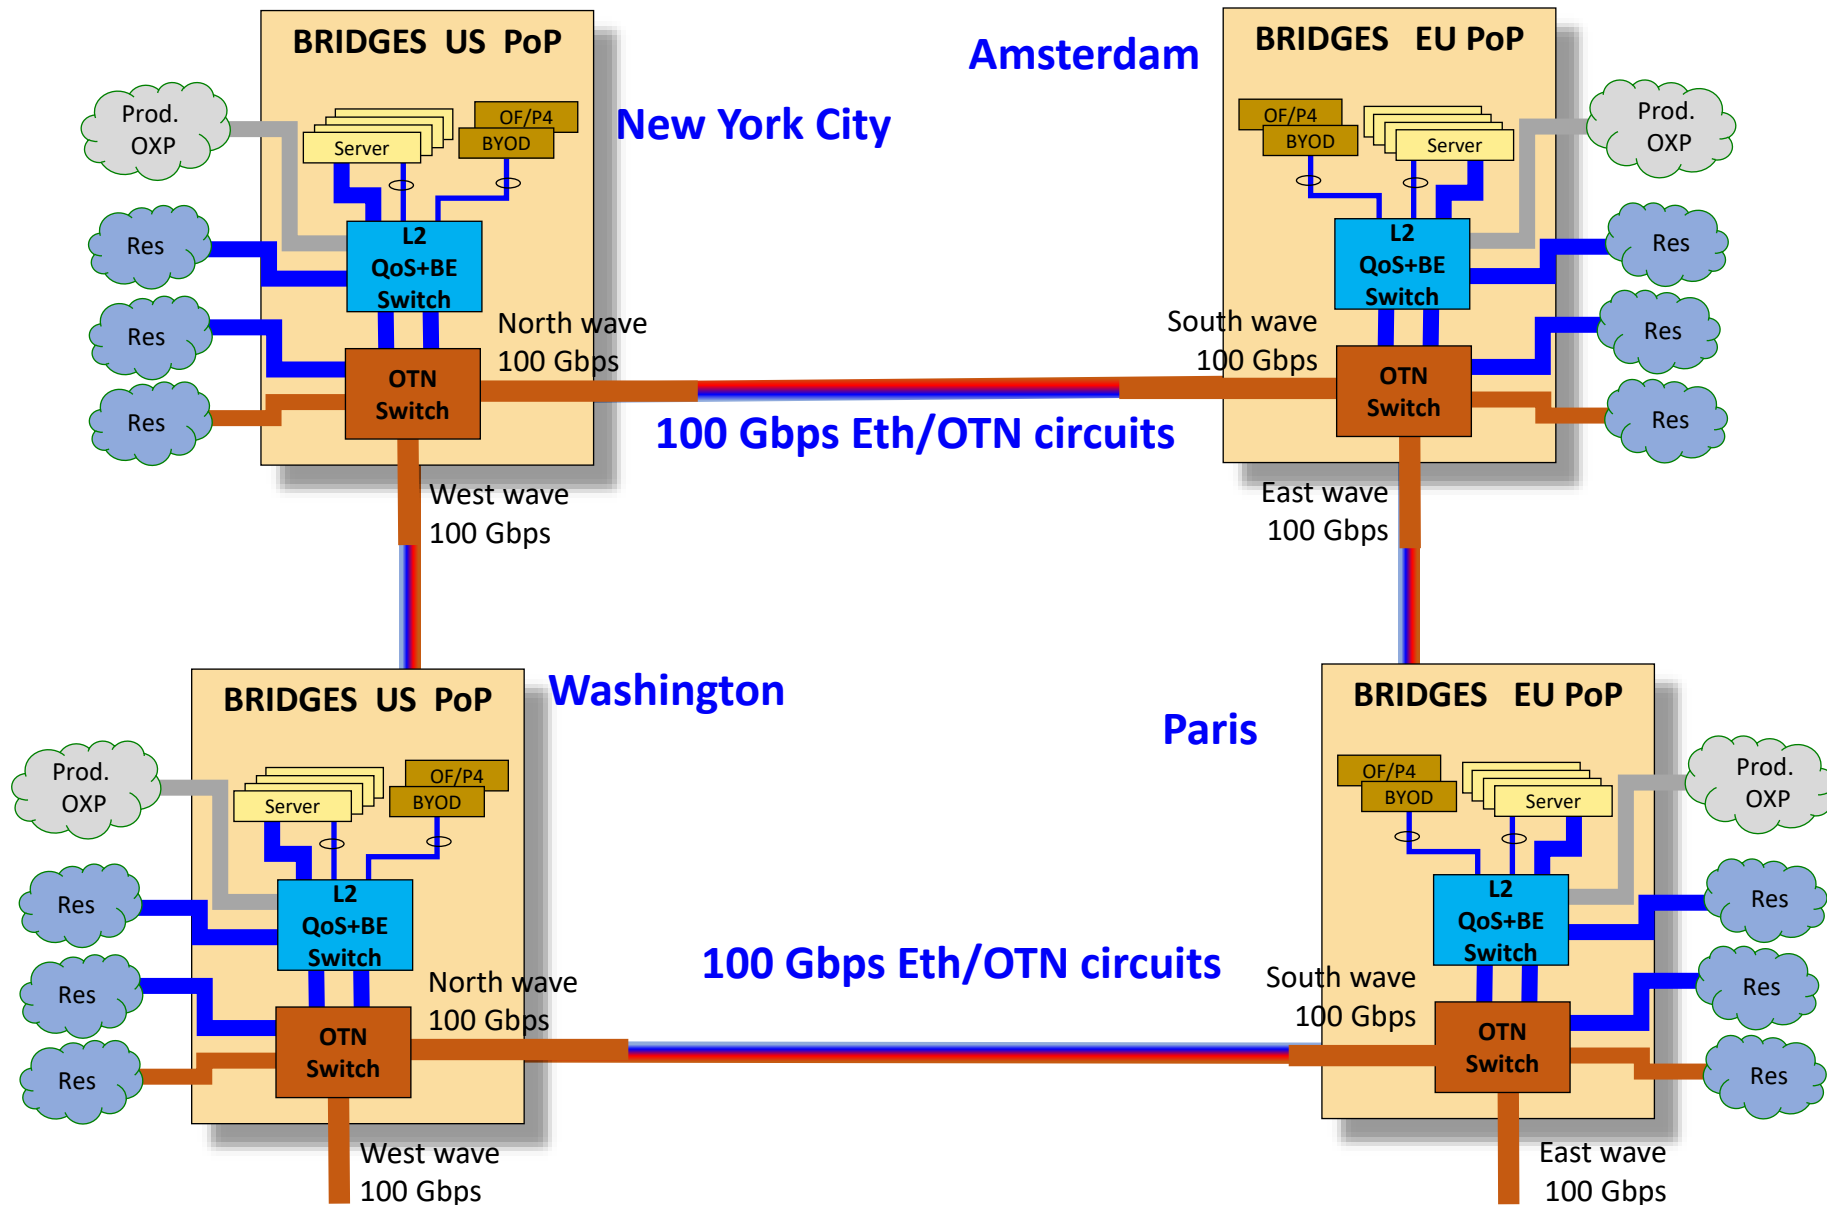 BRIDGES US PoP
New York City
Prod.
OXP
Server
OF/P4
BYOD
Res
L2
QoS+BE
Switch
Res
North wave
100 Gbps
OTN
Switch
Res
West wave
100 Gbps
Amsterdam
BRIDGES EU PoP
OF/P4
BYOD
Server
Prod.
OXP
L2
QoS+BE
Switch
Res
South wave
100 Gbps
Res
OTN
Switch
Res
100 Gbps Eth/OTN circuits
East wave
100 Gbps
BRIDGES US PoP
Washington
Prod.
OXP
Server
OF/P4
BYOD
L2
QoS+BE
Switch
Res
Res
North wave
100 Gbps
OTN
Switch
Res
West wave
100 Gbps
Paris
BRIDGES EU PoP
OF/P4
BYOD
Server
Prod.
OXP
L2
QoS+BE
Switch
Res
100 Gbps Eth/OTN circuits
South wave
100 Gbps
Res
OTN
Switch
Res
East wave
100 Gbps